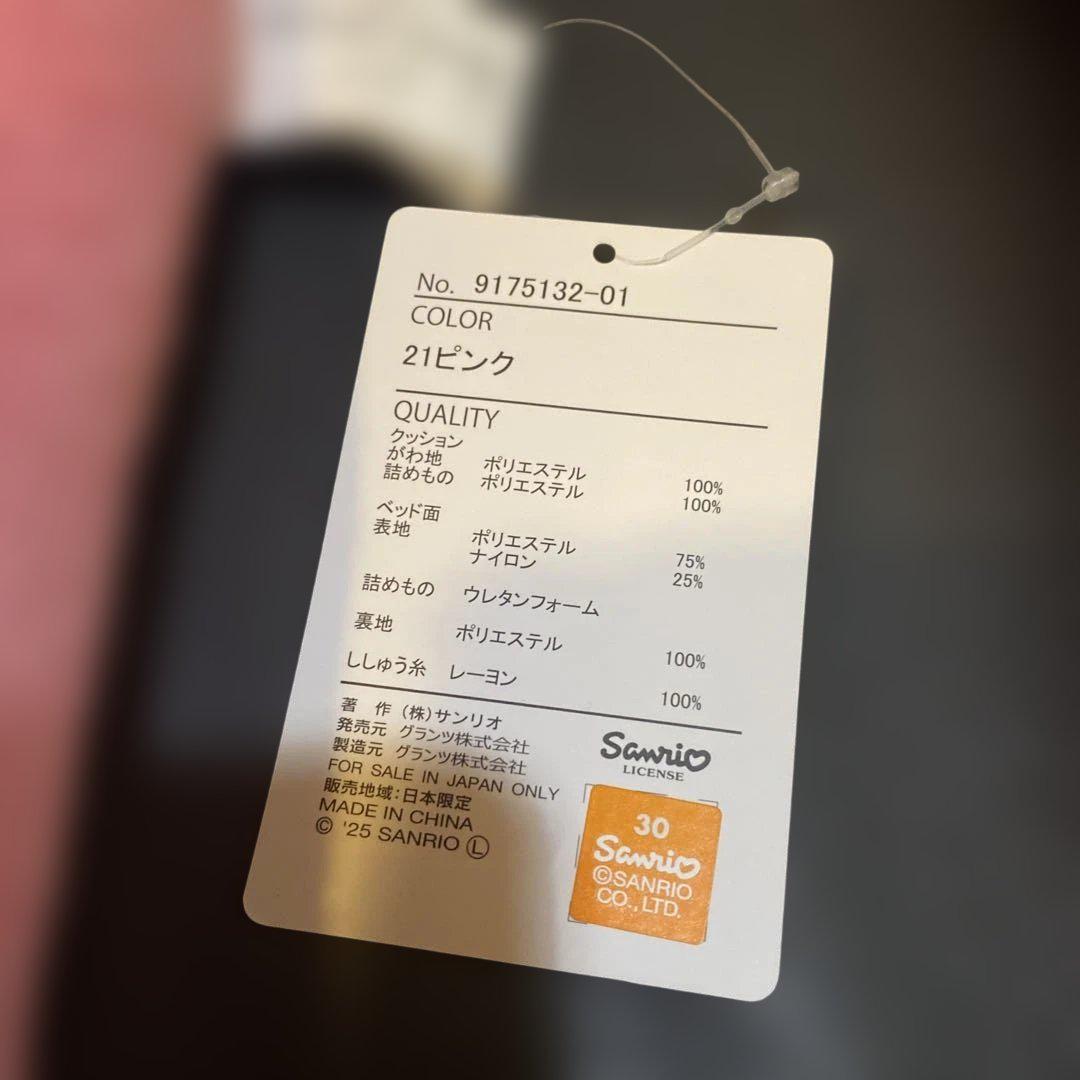 No. 9175132-01
COLOR
21ピンク
QUALITY
クッション
がわ地 ポリエステル 100%
詰めもの ポリエステル 100%
ベッド面
表地 ポリエステル 75%
ナイロン 25%
詰めもの ウレタンフォーム
裏地 ポリエステル 100%
ししゅう糸 レーヨン 100%
著 作 (株)サンリオ
発売元 グランツ株式会社
製造元 グランツ株式会社
FOR SALE IN JAPAN ONLY
販売地域:日本限定
MADE IN CHINA
© '25 SANRIO Ⓛ
Sanrio
LICENSE
30
Sanrio
©SANRIO
CO.,LTD.